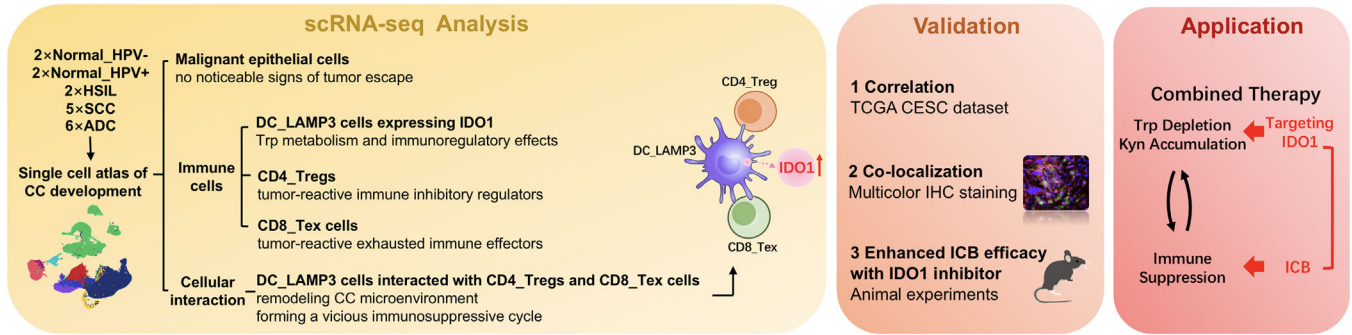 scRNA-seq Analysis
2×Normal_HPV-
2×Normal_HPV+
2×HSIL
5×SCC
6×ADC
Single cell atlas of
CC development
Malignant epithelial cells
no noticeable signs of tumor escape
Immune
cells
DC_LAMP3 cells expressing IDO1
Trp metabolism and immunoregulatory effects
CD4_Tregs
tumor-reactive immune inhibitory regulators
CD8_Tex cells
tumor-reactive exhausted immune effectors
Cellular
interaction
DC_LAMP3 cells interacted with CD4_Tregs and CD8_Tex cells
remodeling CC microenvironment
forming a vicious immunosuppressive cycle
CD4_Treg
DC_LAMP3
IDO1
CD8_Tex
Validation
1 Correlation
TCGA CESC dataset
2 Co-localization
Multicolor IHC staining
3 Enhanced ICB efficacy
with IDO1 inhibitor
Animal experiments
Application
Combined Therapy
Trp Depletion
Kyn Accumulation
Targeting
IDO1
Immune
Suppression
ICB